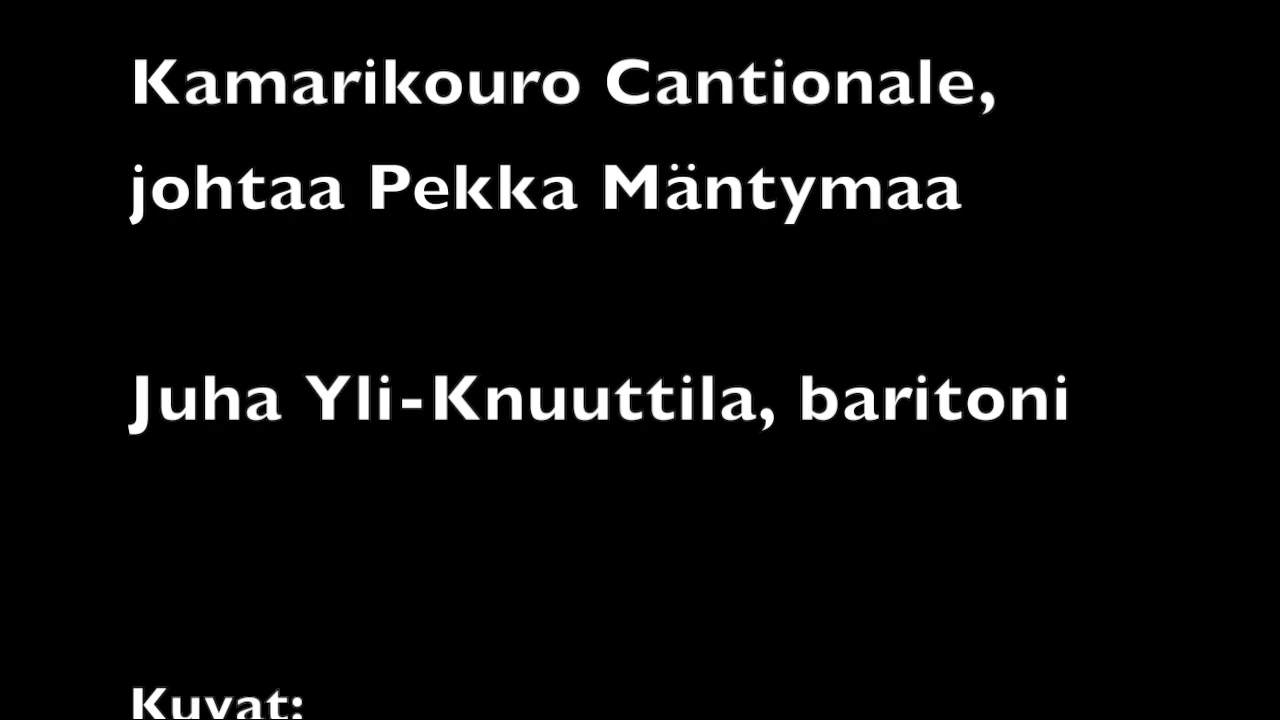 Kamarikouro Cantionale,
johtaa Pekka Mäntymaa
Juha Yli-Knuuttila, baritoni
Kuvat: